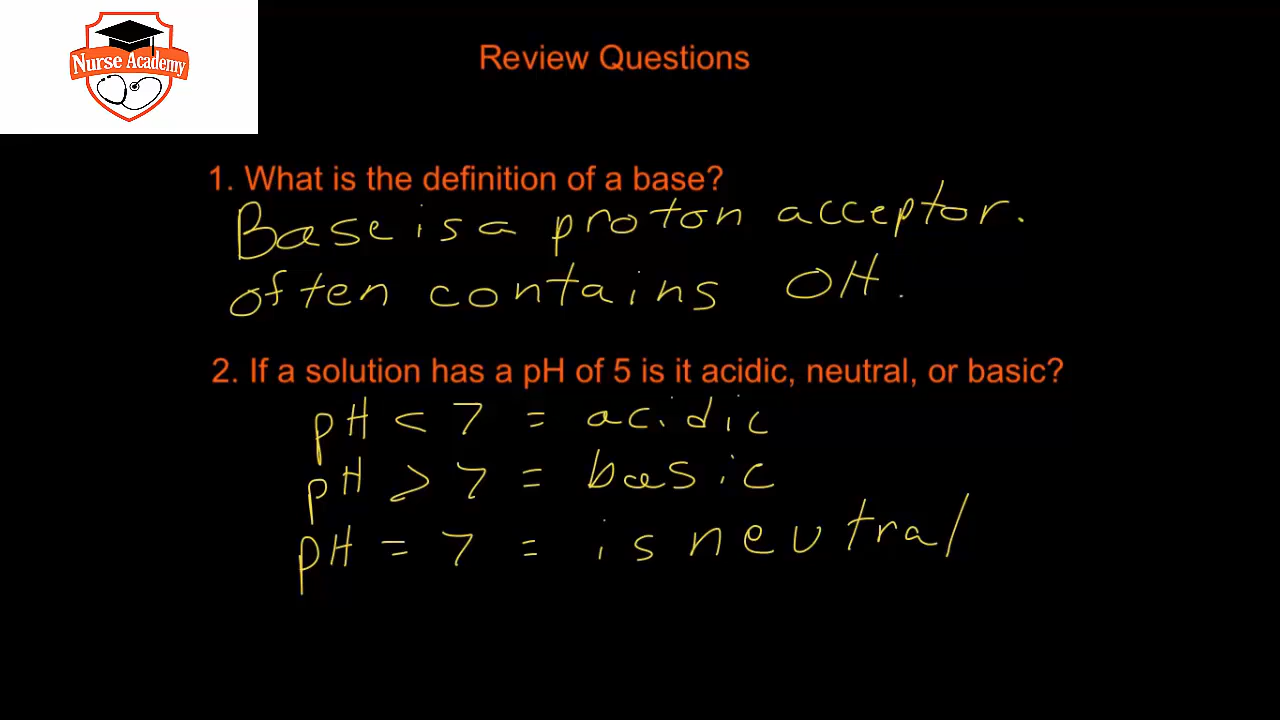 Nurse Academy
Review Questions
1. What is the definition of a base?
Base is a proton acceptor.
often contains OH.
2. If a solution has a pH of 5 is it acidic, neutral, or basic?
pH < 7 = acidic
pH > 7 = basic
pH = 7 = is neutral